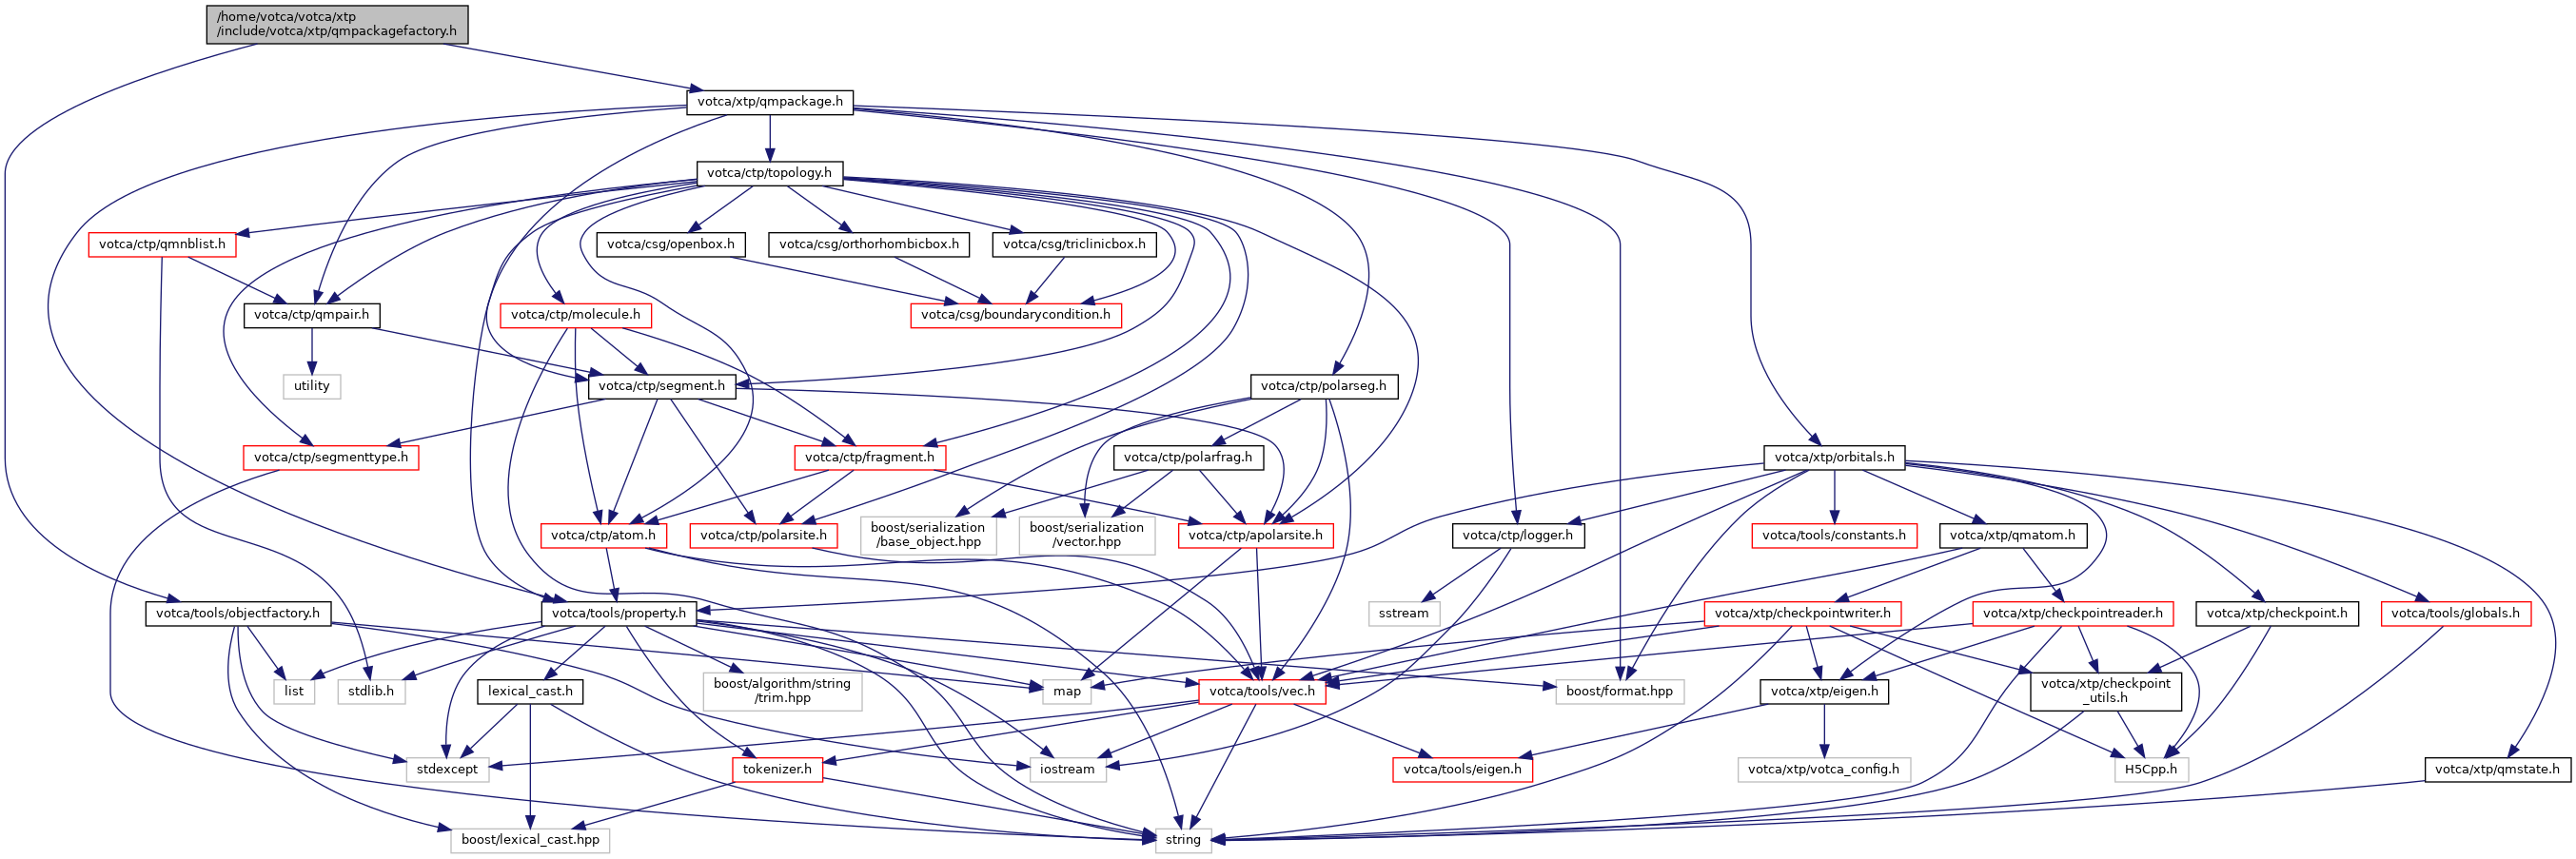 /home/votca/votca/xtp
/include/votca/xtp/qmpackagefactory.h
votca/xtp/qmpackage.h
votca/ctp/topology.h
votca/ctp/qmnblist.h
votca/csg/openbox.h
votca/csg/orthorhombicbox.h
votca/csg/triclinicbox.h
votca/ctp/qmpair.h
votca/ctp/molecule.h
votca/csg/boundarycondition.h
utility
votca/ctp/segment.h
votca/ctp/polarseg.h
votca/ctp/segmenttype.h
votca/ctp/fragment.h
votca/ctp/polarfrag.h
votca/xtp/orbitals.h
votca/ctp/atom.h
votca/ctp/polarsite.h
boost/serialization
/base_object.hpp
boost/serialization
/vector.hpp
votca/ctp/apolarsite.h
votca/ctp/logger.h
votca/tools/constants.h
votca/xtp/qmatom.h
votca/tools/objectfactory.h
votca/tools/property.h
sstream
votca/xtp/checkpointwriter.h
votca/xtp/checkpointreader.h
votca/xtp/checkpoint.h
votca/tools/globals.h
list
stdlib.h
lexical_cast.h
boost/algorithm/string
/trim.hpp
map
votca/tools/vec.h
boost/format.hpp
votca/xtp/eigen.h
votca/xtp/checkpoint
_utils.h
stdexcept
tokenizer.h
iostream
votca/tools/eigen.h
votca/xtp/votca_config.h
H5Cpp.h
votca/xtp/qmstate.h
boost/lexical_cast.hpp
string